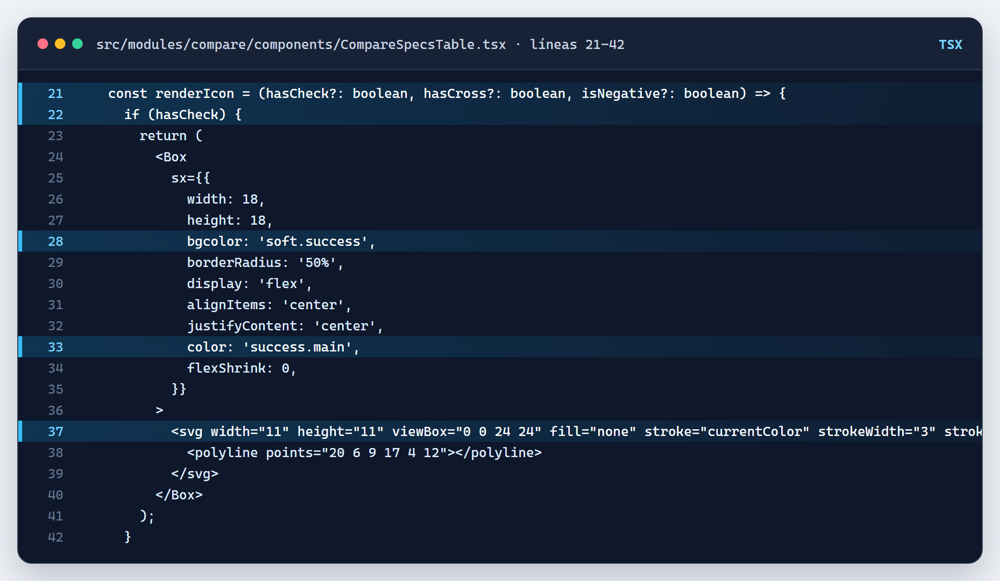 src/modules/compare/components/CompareSpecsTable.tsx · líneas 21–42 TSX
21 const renderIcon = (hasCheck?: boolean, hasCross?: boolean, isNegative?: boolean) => {
22 if (hasCheck) {
23 return (
24 <Box
25 sx={{
26 width: 18,
27 height: 18,
28 bgcolor: 'soft.success',
29 borderRadius: '50%',
30 display: 'flex',
31 alignItems: 'center',
32 justifyContent: 'center',
33 color: 'success.main',
34 flexShrink: 0,
35 }}
36 >
37 <svg width="11" height="11" viewBox="0 0 24 24" fill="none" stroke="currentColor" strokeWidth="3" strok
38 <polyline points="20 6 9 17 4 12"></polyline>
39 </svg>
40 </Box>
41 );
42 }